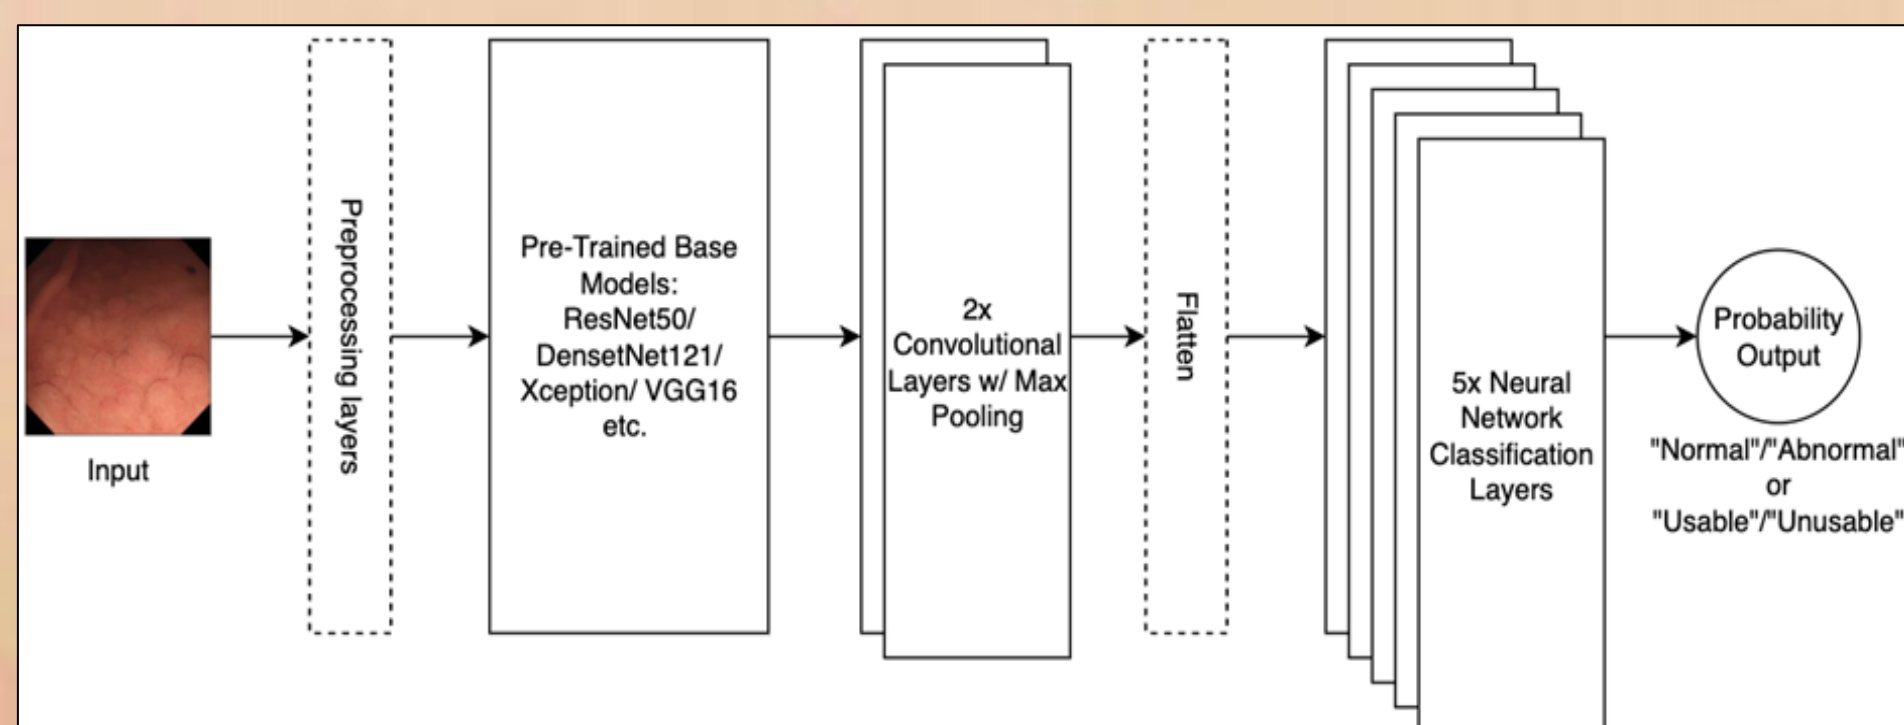 Input
Preprocessing layers
Pre-Trained Base
Models:
ResNet50/
DensetNet121/
Xception/ VGG16
etc.
2x
Convolutional
Layers w/ Max
Pooling
Flatten
5x Neural
Network
Classification
Layers
Probability
Output
"Normal"/"Abnormal"
or
"Usable"/"Unusable"